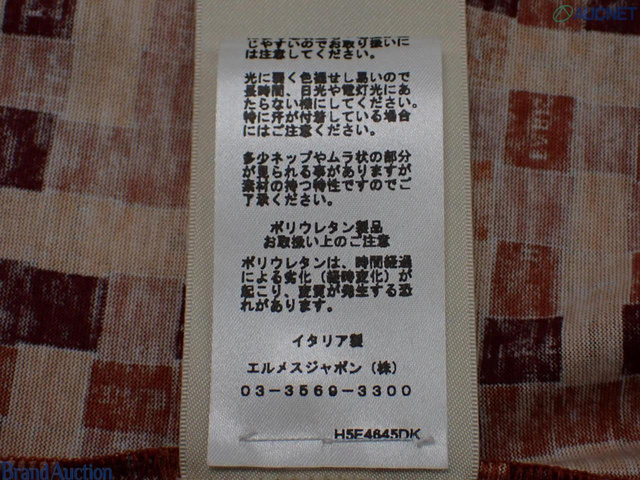 じやすいのでお取り扱いに
は注意してください。
光に弱く色褪せし易いので
長時間、日光や電灯光にあ
たらない様にしてください。
特に汗が付着している場合
にはご注意ください。
多少ネップやムラ状の部分
が見られる事がありますが
素材の持つ特性ですのでご
了承ください。
ポリウレタン製品
お取扱い上のご注意
ポリウレタンは、時間経過
による劣化（経時変化）が
起こり、変質が発生する恐
れがあります。
イタリア製
エルメスジャポン（株）
03-3569-3300
H5E4645DK
Brand Auction